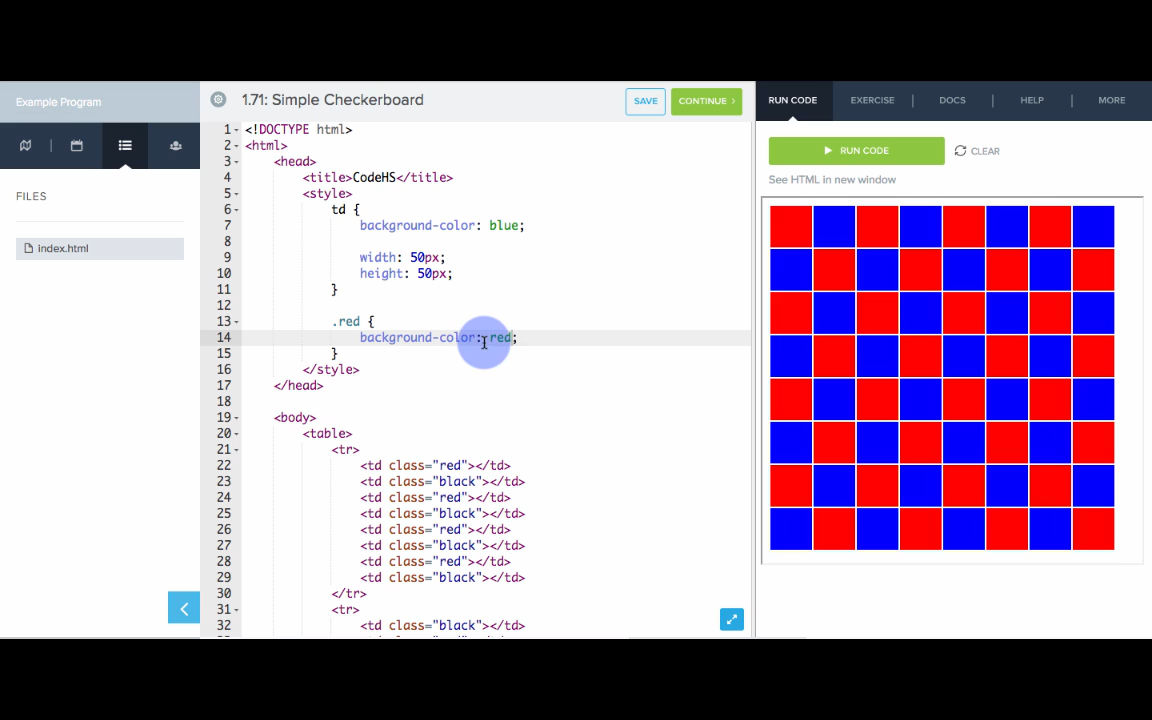 Example Program
1.71: Simple Checkerboard
SAVE
CONTINUE
RUN CODE
EXERCISE
DOCS
HELP
MORE
FILES
index.html
1 <!DOCTYPE html>
2 <html>
3 <head>
4 <title>CodeHS</title>
5 <style>
6 td {
7 background-color: blue;
8
9 width: 50px;
10 height: 50px;
11 }
12
13 .red {
14 background-color: red;
15 }
16 </style>
17 </head>
18
19 <body>
20 <table>
21 <tr>
22 <td class="red"></td>
23 <td class="black"></td>
24 <td class="red"></td>
25 <td class="black"></td>
26 <td class="red"></td>
27 <td class="black"></td>
28 <td class="red"></td>
29 <td class="black"></td>
30 </tr>
31 <tr>
32 <td class="black"></td>
RUN CODE
CLEAR
See HTML in new window